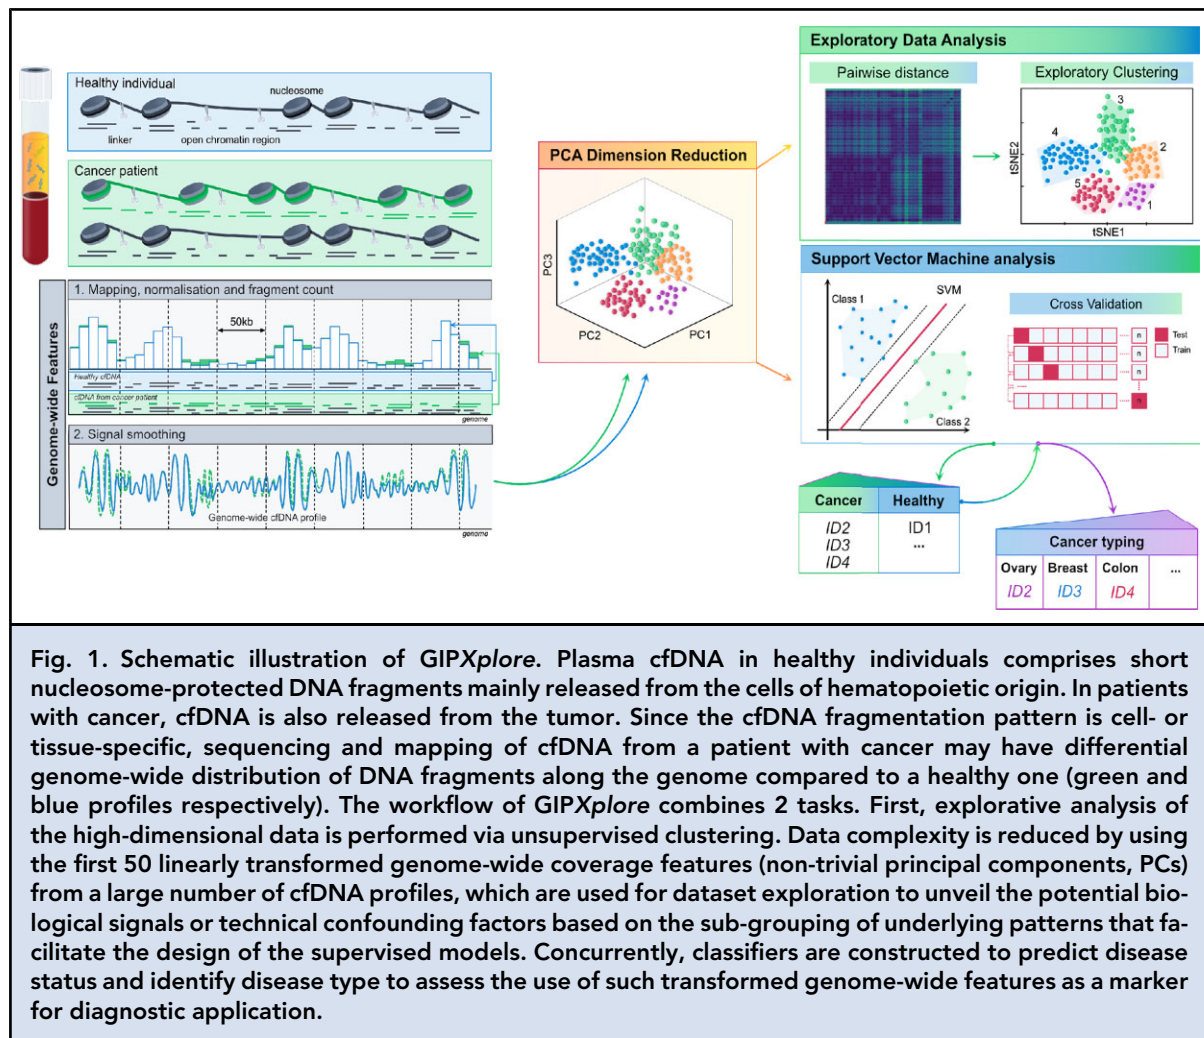 Healthy individual
nucleosome
linker
open chromatin region
Cancer patient
Genome-wide Features
1. Mapping, normalisation and fragment count
50kb
Healthy cfDNA
cfDNA from cancer patient
genome
2. Signal smoothing
Genome-wide cfDNA profile
genome
PCA Dimension Reduction
PC3
PC2
PC1
Exploratory Data Analysis
Pairwise distance
Exploratory Clustering
3
4
2
5
1
tSNE2
tSNE1
Support Vector Machine analysis
Class 1
SVM
Class 2
Cross Validation
n
n
n
n
Test
Train
Cancer
Healthy
ID2
ID1
ID3
...
ID4
Cancer typing
Ovary
Breast
Colon
...
ID2
ID3
ID4
Fig. 1. Schematic illustration of GIPXplore. Plasma cfDNA in healthy individuals comprises short
nucleosome-protected DNA fragments mainly released from the cells of hematopoietic origin. In patients
with cancer, cfDNA is also released from the tumor. Since the cfDNA fragmentation pattern is cell- or
tissue-specific, sequencing and mapping of cfDNA from a patient with cancer may have differential
genome-wide distribution of DNA fragments along the genome compared to a healthy one (green and
blue profiles respectively). The workflow of GIPXplore combines 2 tasks. First, explorative analysis of
the high-dimensional data is performed via unsupervised clustering. Data complexity is reduced by using
the first 50 linearly transformed genome-wide coverage features (non-trivial principal components, PCs)
from a large number of cfDNA profiles, which are used for dataset exploration to unveil the potential bio-
logical signals or technical confounding factors based on the sub-grouping of underlying patterns that fa-
cilitate the design of the supervised models. Concurrently, classifiers are constructed to predict disease
status and identify disease type to assess the use of such transformed genome-wide features as a marker
for diagnostic application.